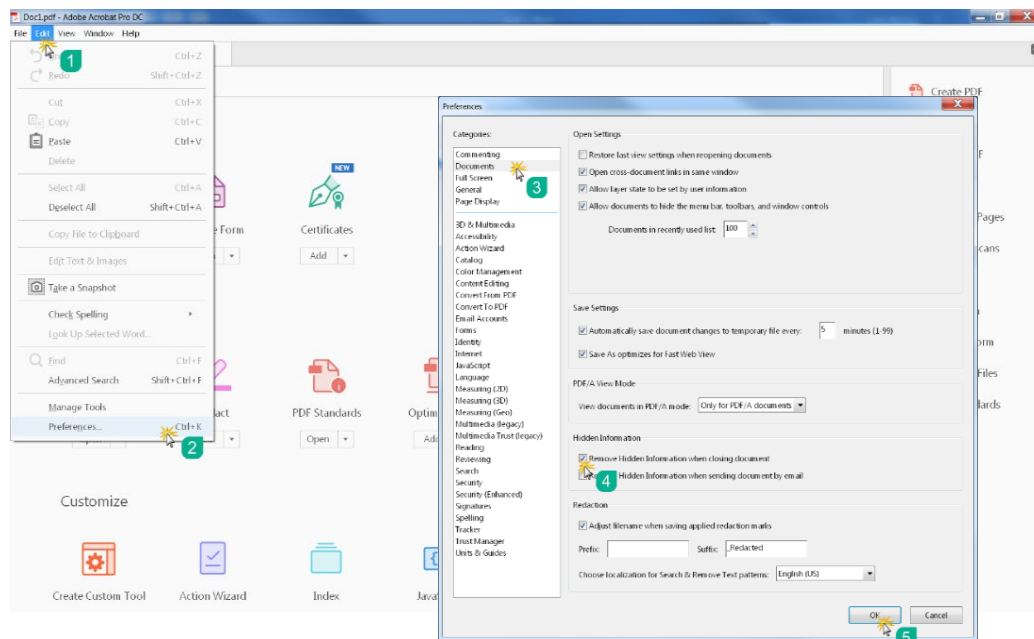 Doc1.pdf - Adobe Acrobat Pro DC
File Edit View Window Help
1
Ctrl+Z
Redo Shift+Ctrl+Z
Cut Ctrl+X
Copy Ctrl+C
Paste Ctrl+V
Delete
Select All Ctrl+A
Deselect All Shift+Ctrl+A
Copy File to Clipboard
Edit Text & Images
Take a Snapshot
Check Spelling
Look Up Selected Word...
Find Ctrl+F
Advanced Search Shift+Ctrl+F
Manage Tools
Preferences... Ctrl+K
2
NEW
Form
Certificates
Add
PDF Standards
Open
Customize
Create Custom Tool
Action Wizard
Index
Create PDF
Pages
Files
Preferences
Categories:
Commenting
Documents
Full Screen
General
Page Display
3
3D & Multimedia
Accessibility
Action Wizard
Catalog
Color Management
Content Editing
Convert From PDF
Convert To PDF
Email Accounts
Forms
Identity
Internet
JavaScript
Language
Measuring (2D)
Measuring (3D)
Measuring (Geo)
Multimedia (legacy)
Multimedia Trust (legacy)
Reading
Reviewing
Search
Security
Security (Enhanced)
Signatures
Spelling
Tracker
Trust Manager
Units & Guides
Open Settings
Restore last view settings when reopening documents
Open cross-document links in same window
Allow layer state to be set by user information
Allow documents to hide the menu bar, toolbars, and window controls
Documents in recently used list: 100
Save Settings
Automatically save document changes to temporary file every: 5 minutes (1-99)
Save As optimizes for Fast Web View
PDF/A View Mode
View documents in PDF/A mode: Only for PDF/A documents
Hidden Information
Remove Hidden Information when closing document
4
Hidden Information when sending document by email
Redaction
Adjust filename when saving applied redaction marks
Prefix: Suffix: _Redacted
Choose localization for Search & Remove Text patterns: English (US)
OK Cancel
5